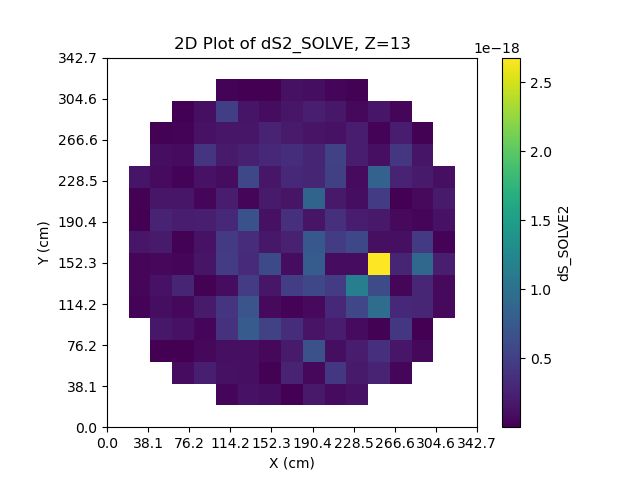 2D Plot of dS2_SOLVE, Z=13
1e−18
342.7
304.6
266.6
228.5
190.4
152.3
114.2
76.2
38.1
0.0
Y (cm)
0.0 38.1 76.2 114.2 152.3 190.4 228.5 266.6 304.6 342.7
X (cm)
2.5
2.0
1.5
1.0
0.5
dS_SOLVE2